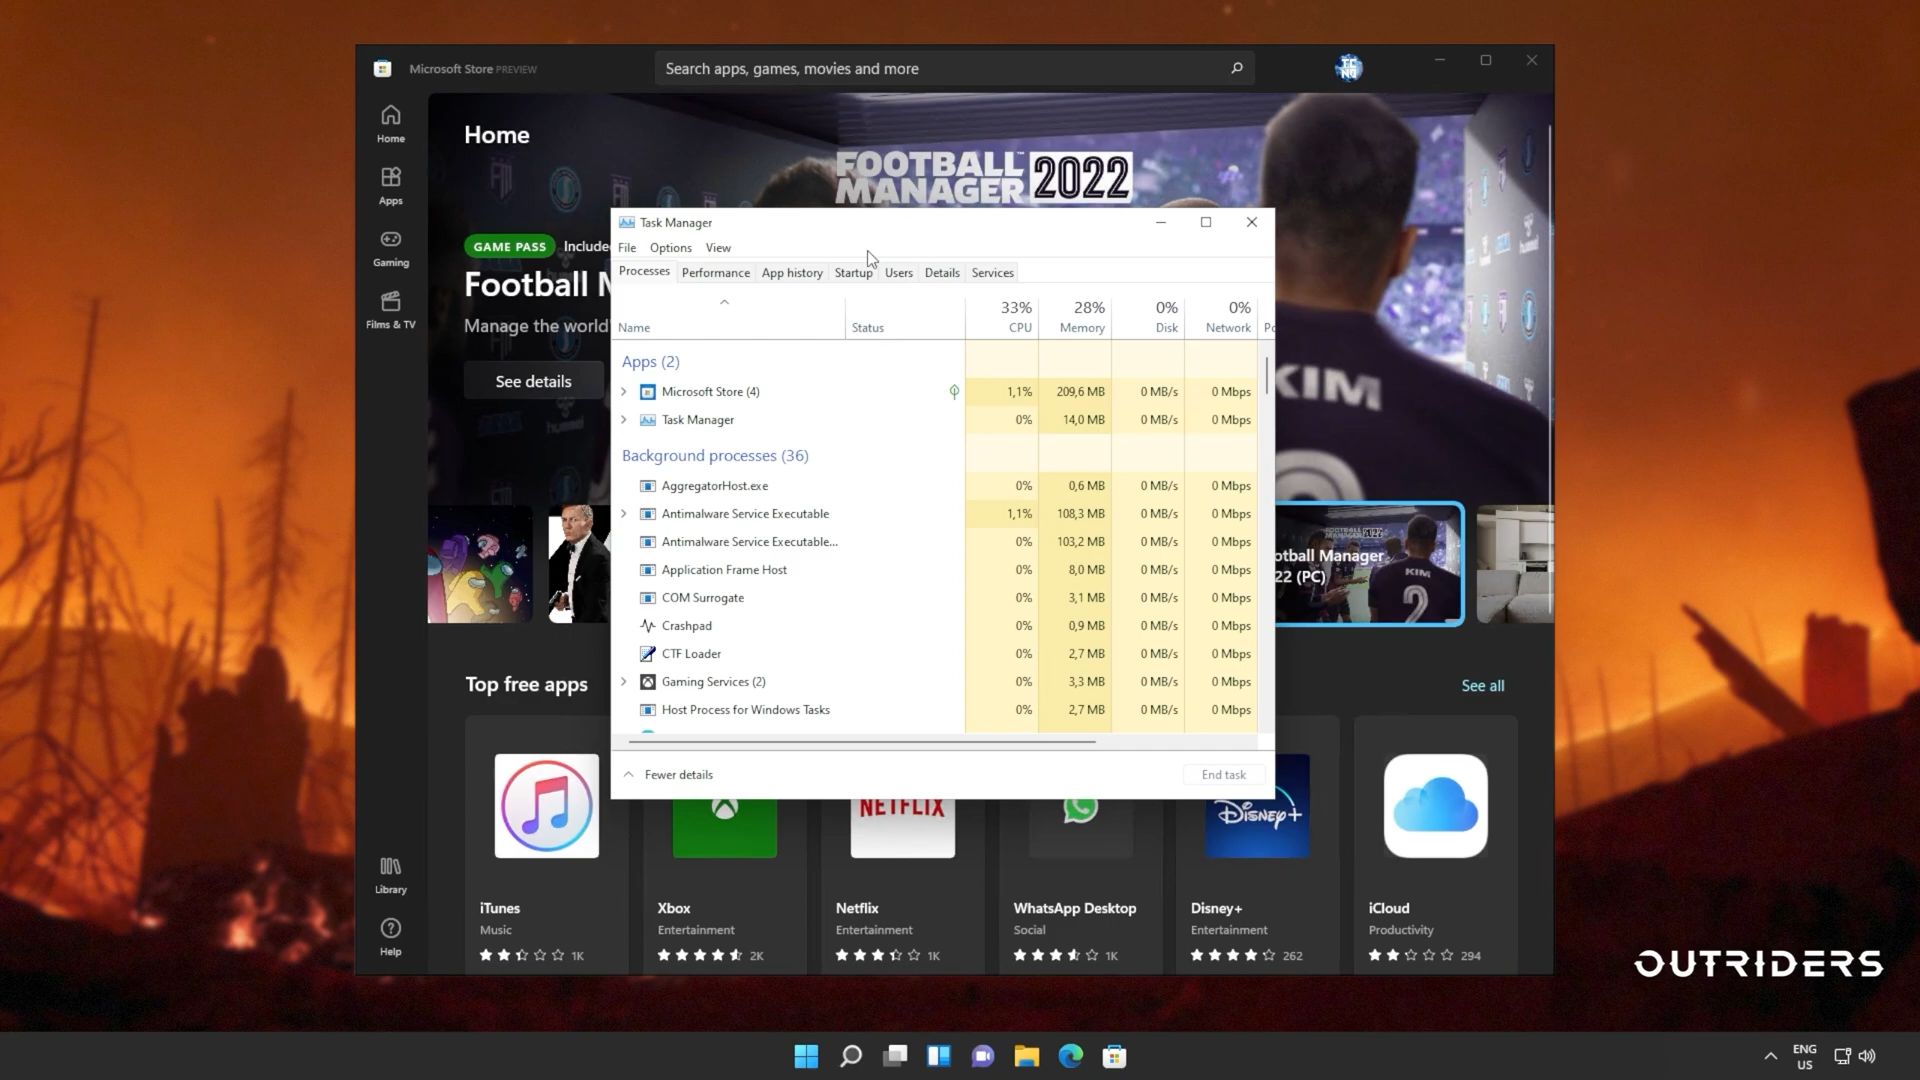 Microsoft Store PREVIEW
Search apps, games, movies and more
TC
NO
Home
Apps
Gaming
Films & TV
Library
Help
Home
FOOTBALL
MANAGER 2022
GAME PASS Include
Football M
Manage the world'
See details
KIM
Task Manager
File Options View
Processes Performance App history Startup Users Details Services
33% 28% 0% 0%
Name Status CPU Memory Disk Network Po
Apps (2)
Microsoft Store (4) 1,1% 209,6 MB 0 MB/s 0 Mbps
Task Manager 0% 14,0 MB 0 MB/s 0 Mbps
Background processes (36)
AggregatorHost.exe 0% 0,6 MB 0 MB/s 0 Mbps
Antimalware Service Executable 1,1% 108,3 MB 0 MB/s 0 Mbps
Antimalware Service Executable... 0% 103,2 MB 0 MB/s 0 Mbps
Application Frame Host 0% 8,0 MB 0 MB/s 0 Mbps
COM Surrogate 0% 3,1 MB 0 MB/s 0 Mbps
Crashpad 0% 0,9 MB 0 MB/s 0 Mbps
CTF Loader 0% 2,7 MB 0 MB/s 0 Mbps
Gaming Services (2) 0% 3,3 MB 0 MB/s 0 Mbps
Host Process for Windows Tasks 0% 2,7 MB 0 MB/s 0 Mbps
Fewer details
End task
ootball Manager
22 (PC)
KIM
2
Top free apps
See all
NETFLIX
Disney+
iTunes
Music
1K
Xbox
Entertainment
2K
Netflix
Entertainment
1K
WhatsApp Desktop
Social
1K
Disney+
Entertainment
262
iCloud
Productivity
294
OUTRIDERS
ENG
US